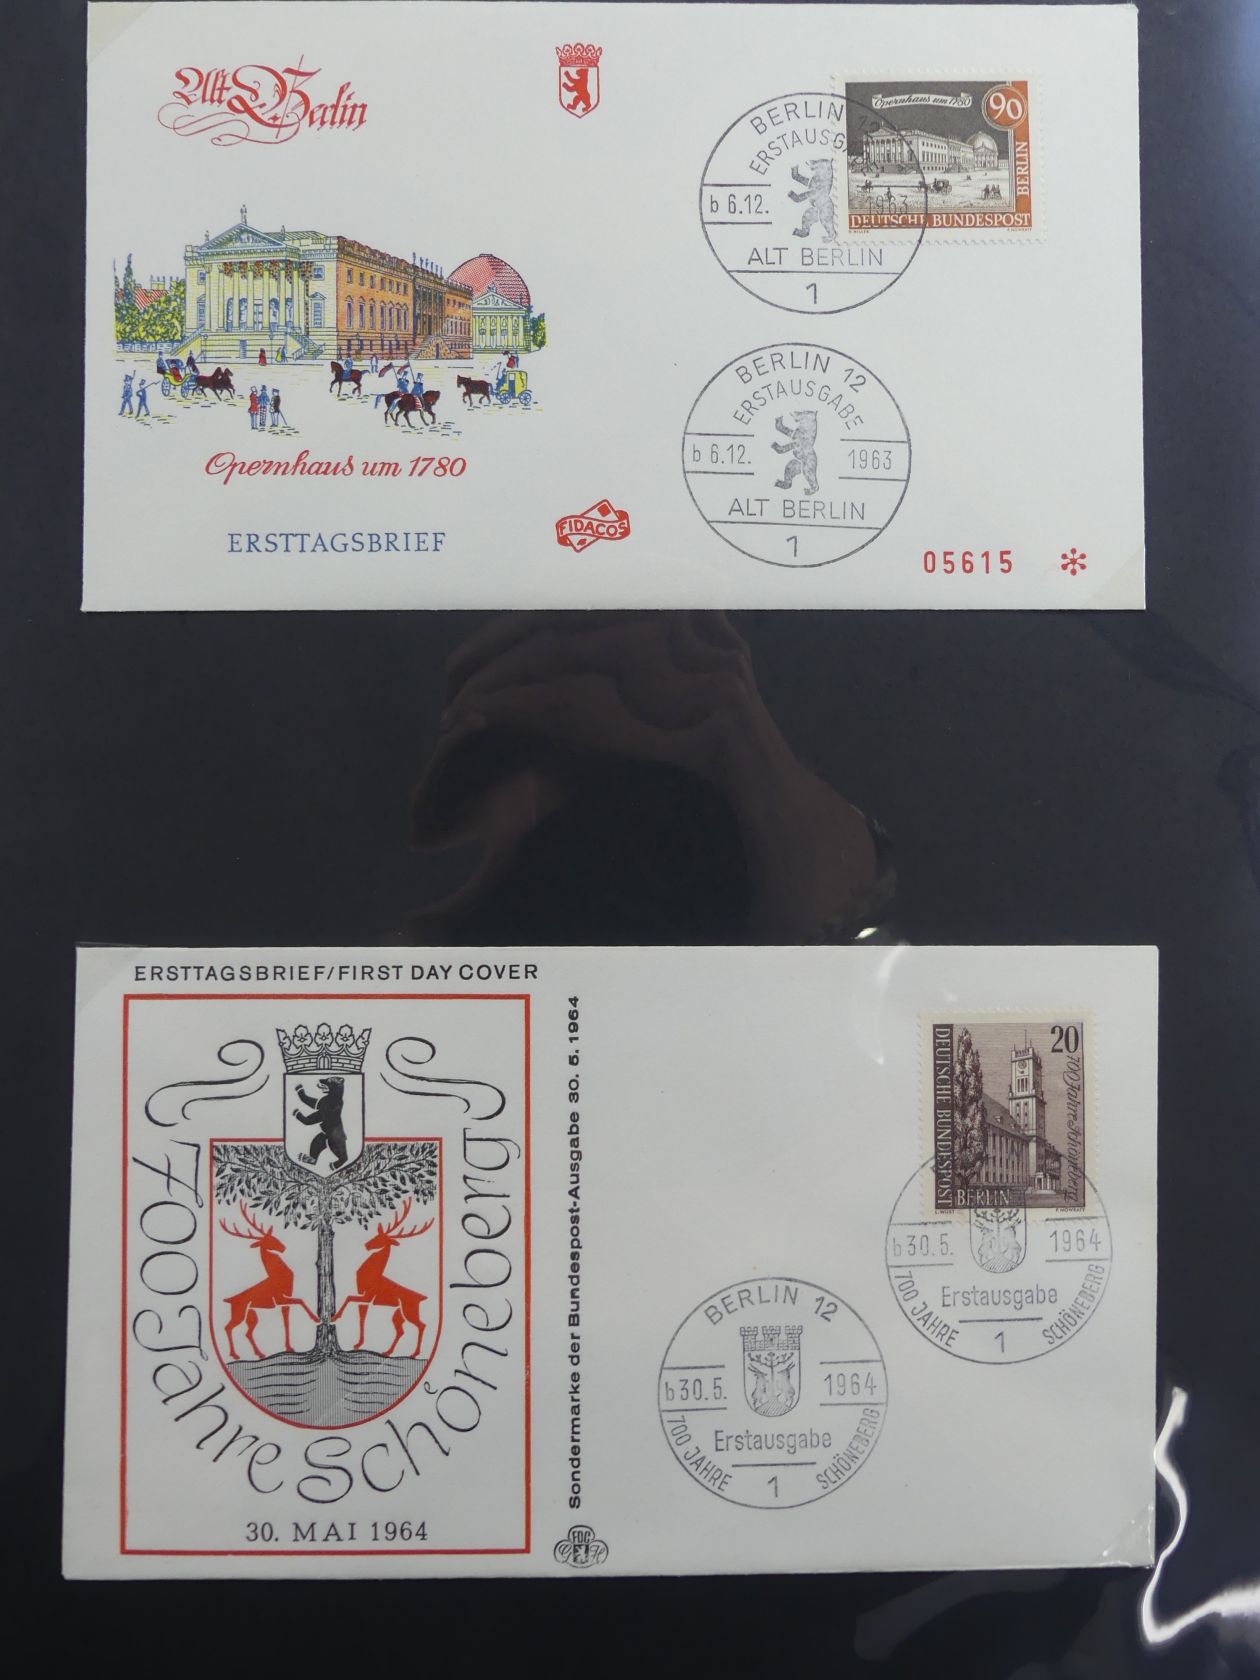 Alt Berlin
Opernhaus um 1780
ERSTTAGSBRIEF
FIDACOS
Opernhaus um 1780
90
BERLIN
DEUTSCHE BUNDESPOST
BERLIN 12
ERSTAUSGABE
b 6.12. 1963
ALT BERLIN
1
BERLIN 12
ERSTAUSGABE
b 6.12. 1963
ALT BERLIN
1
05615
ERSTTAGSBRIEF/FIRST DAY COVER
700 Jahre Schöneberg
30. MAI 1964
Sondermarke der Bundespost-Ausgabe 30. 5. 1964
FDC
20
700 Jahre Schöneberg
DEUTSCHE BUNDESPOST
BERLIN
b30.5. 1964
Erstausgabe
700 JAHRE SCHÖNEBERG
1
BERLIN 12
b30.5. 1964
Erstausgabe
700 JAHRE SCHÖNEBERG
1